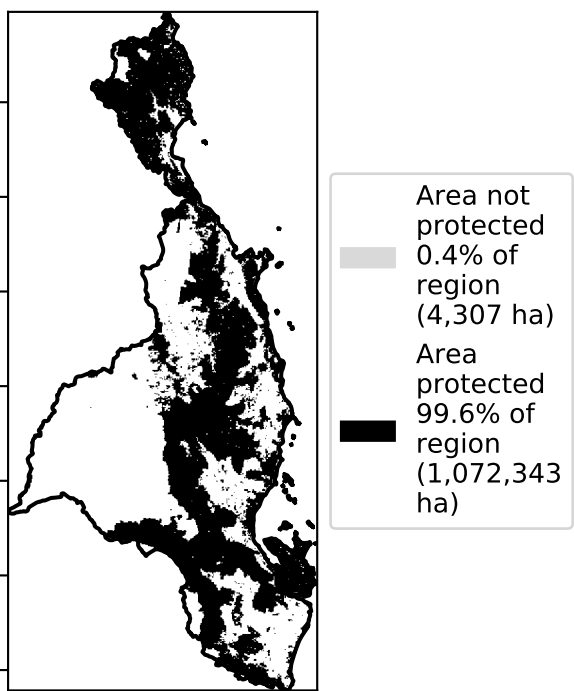 Area not
protected
0.4% of
region
(4,307 ha)
Area
protected
99.6% of
region
(1,072,343
ha)